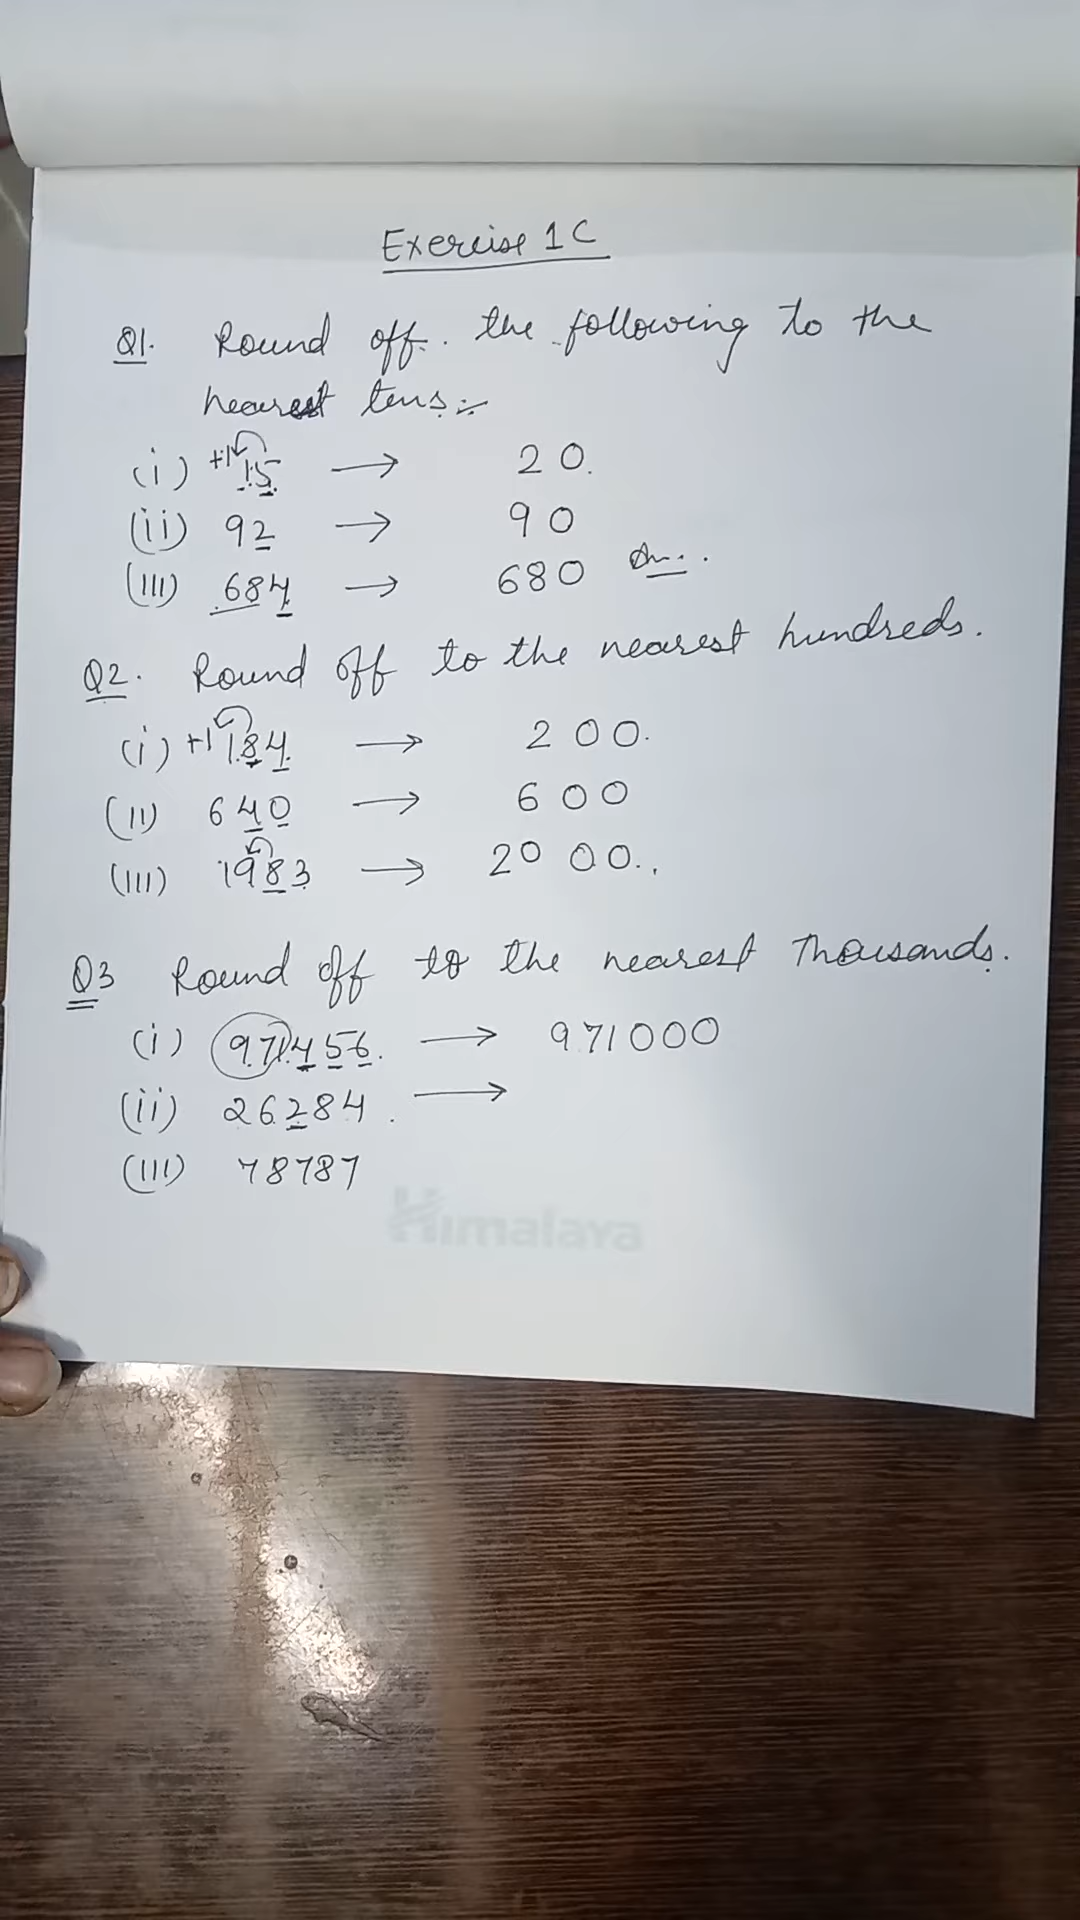 Exercise 1C
Q1. Round off the following to the
nearest tens:-
(i) +1 15 → 20.
(ii) 92 → 90
(III) 684 → 680 Ans.
Q2. Round off to the nearest hundreds.
(i) +1 184 → 200.
(II) 640 → 600
(III) 1983 → 2000.
Q3 Round off to the nearest Thousands.
(i) 971456. → 971000
(ii) 26284. →
(III) 78787
Himalaya